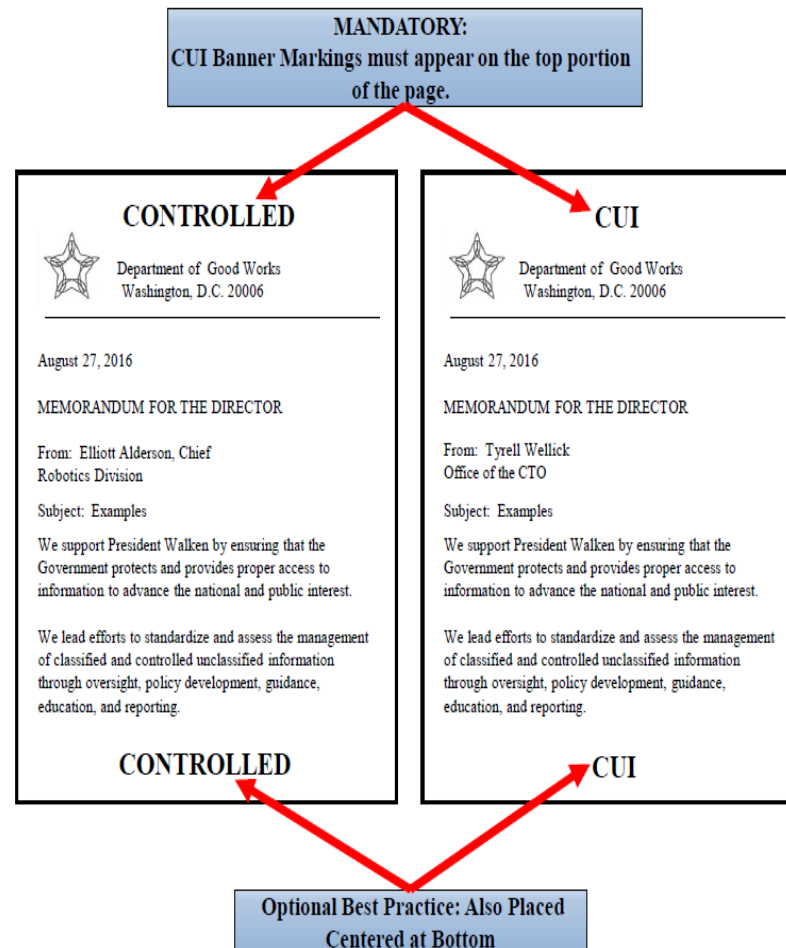 MANDATORY:
CUI Banner Markings must appear on the top portion
of the page.
CONTROLLED
Department of Good Works
Washington, D.C. 20006
August 27, 2016
MEMORANDUM FOR THE DIRECTOR
From: Elliott Alderson, Chief
Robotics Division
Subject: Examples
We support President Walken by ensuring that the
Government protects and provides proper access to
information to advance the national and public interest.
We lead efforts to standardize and assess the management
of classified and controlled unclassified information
through oversight, policy development, guidance,
education, and reporting.
CONTROLLED
CUI
Department of Good Works
Washington, D.C. 20006
August 27, 2016
MEMORANDUM FOR THE DIRECTOR
From: Tyrell Wellick
Office of the CTO
Subject: Examples
We support President Walken by ensuring that the
Government protects and provides proper access to
information to advance the national and public interest.
We lead efforts to standardize and assess the management
of classified and controlled unclassified information
through oversight, policy development, guidance,
education, and reporting.
CUI
Optional Best Practice: Also Placed
Centered at Bottom